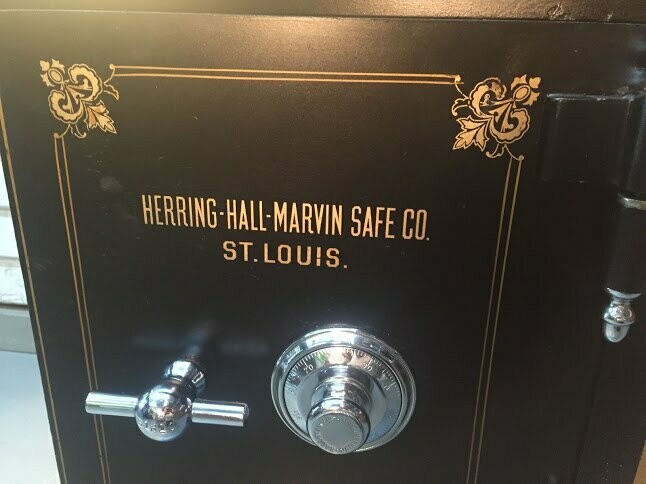 HERRING-HALL-MARVIN SAFE CO.
ST. LOUIS.